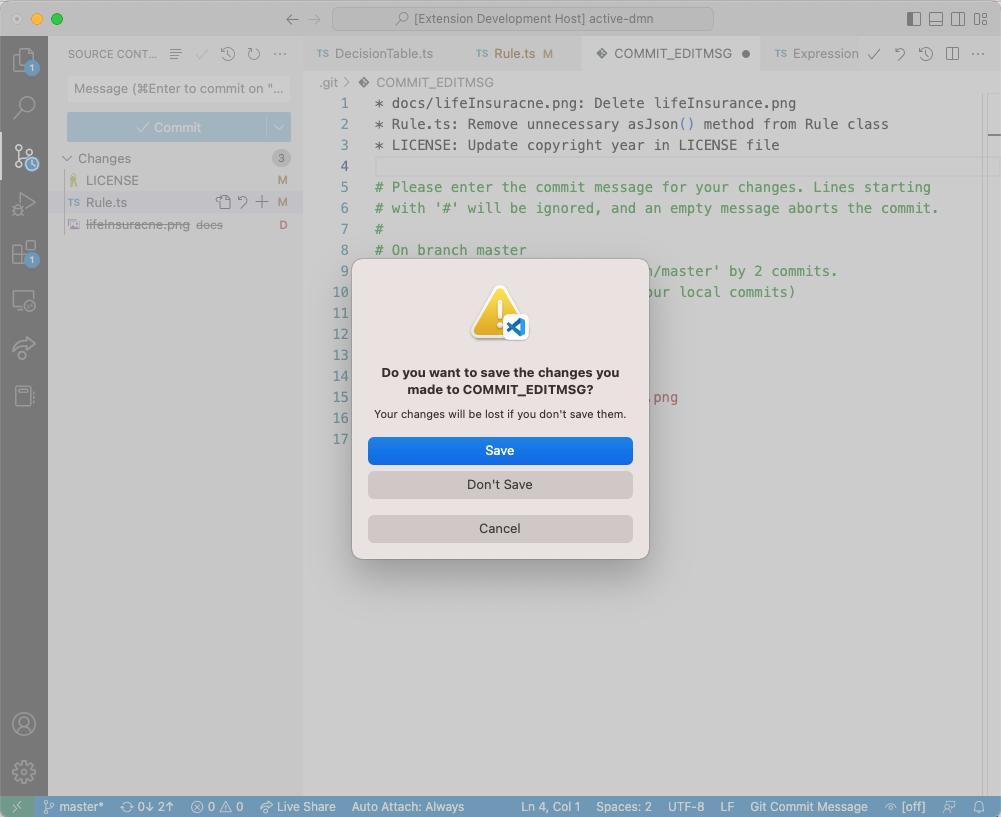 [Extension Development Host] active-dmn
SOURCE CONT...
TS DecisionTable.ts
TS Rule.ts M
COMMIT_EDITMSG
TS Expression
.git > COMMIT_EDITMSG
Message (⌘Enter to commit on "...
Commit
Changes 3
LICENSE M
TS Rule.ts M
lifeInsuracne.png docs D
1
1
1 * docs/lifeInsuracne.png: Delete lifeInsurance.png
2 * Rule.ts: Remove unnecessary asJson() method from Rule class
3 * LICENSE: Update copyright year in LICENSE file
4
5 # Please enter the commit message for your changes. Lines starting
6 # with '#' will be ignored, and an empty message aborts the commit.
7 #
8 # On branch master
9 n/master' by 2 commits.
10 our local commits)
11
12
13
14
15 .png
16
17
Do you want to save the changes you
made to COMMIT_EDITMSG?
Your changes will be lost if you don't save them.
Save
Don't Save
Cancel
master* 0↓ 2↑ 0 0 Live Share Auto Attach: Always Ln 4, Col 1 Spaces: 2 UTF-8 LF Git Commit Message [off]